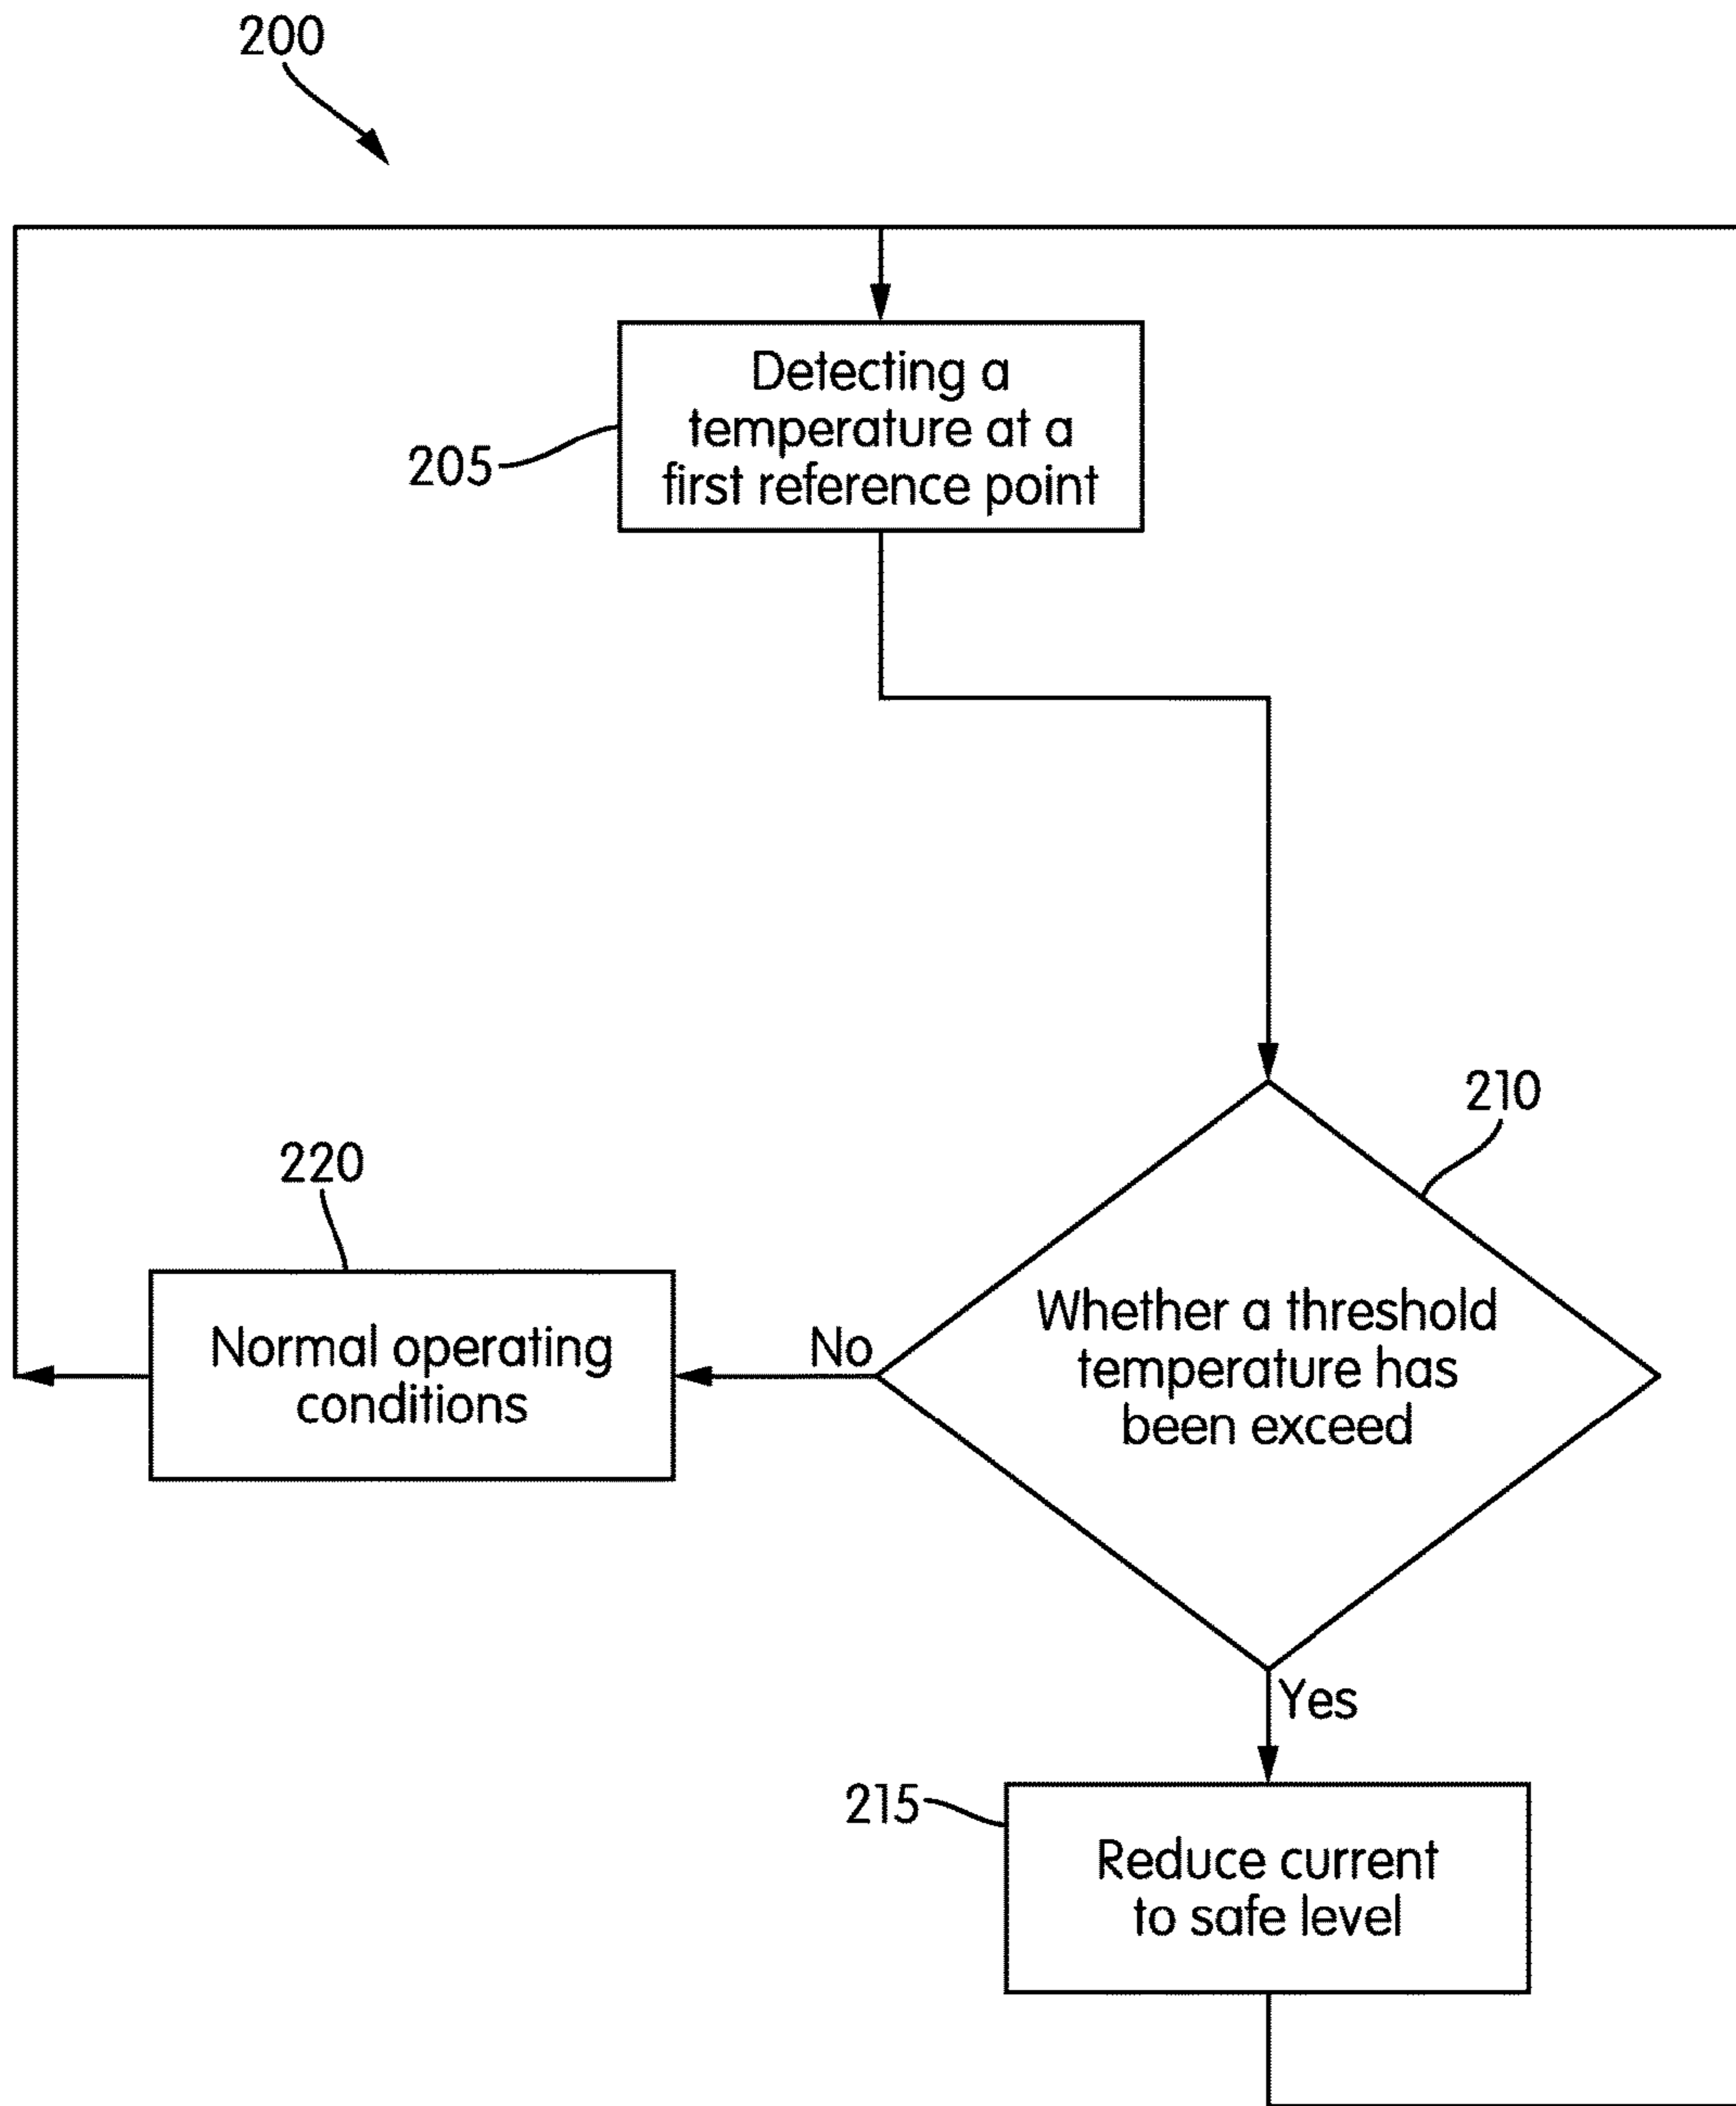 200
Detecting a
temperature at a
first reference point
205
210
220
Whether a threshold
temperature has
been exceed
No
Normal operating
conditions
Yes
215
Reduce current
to safe level